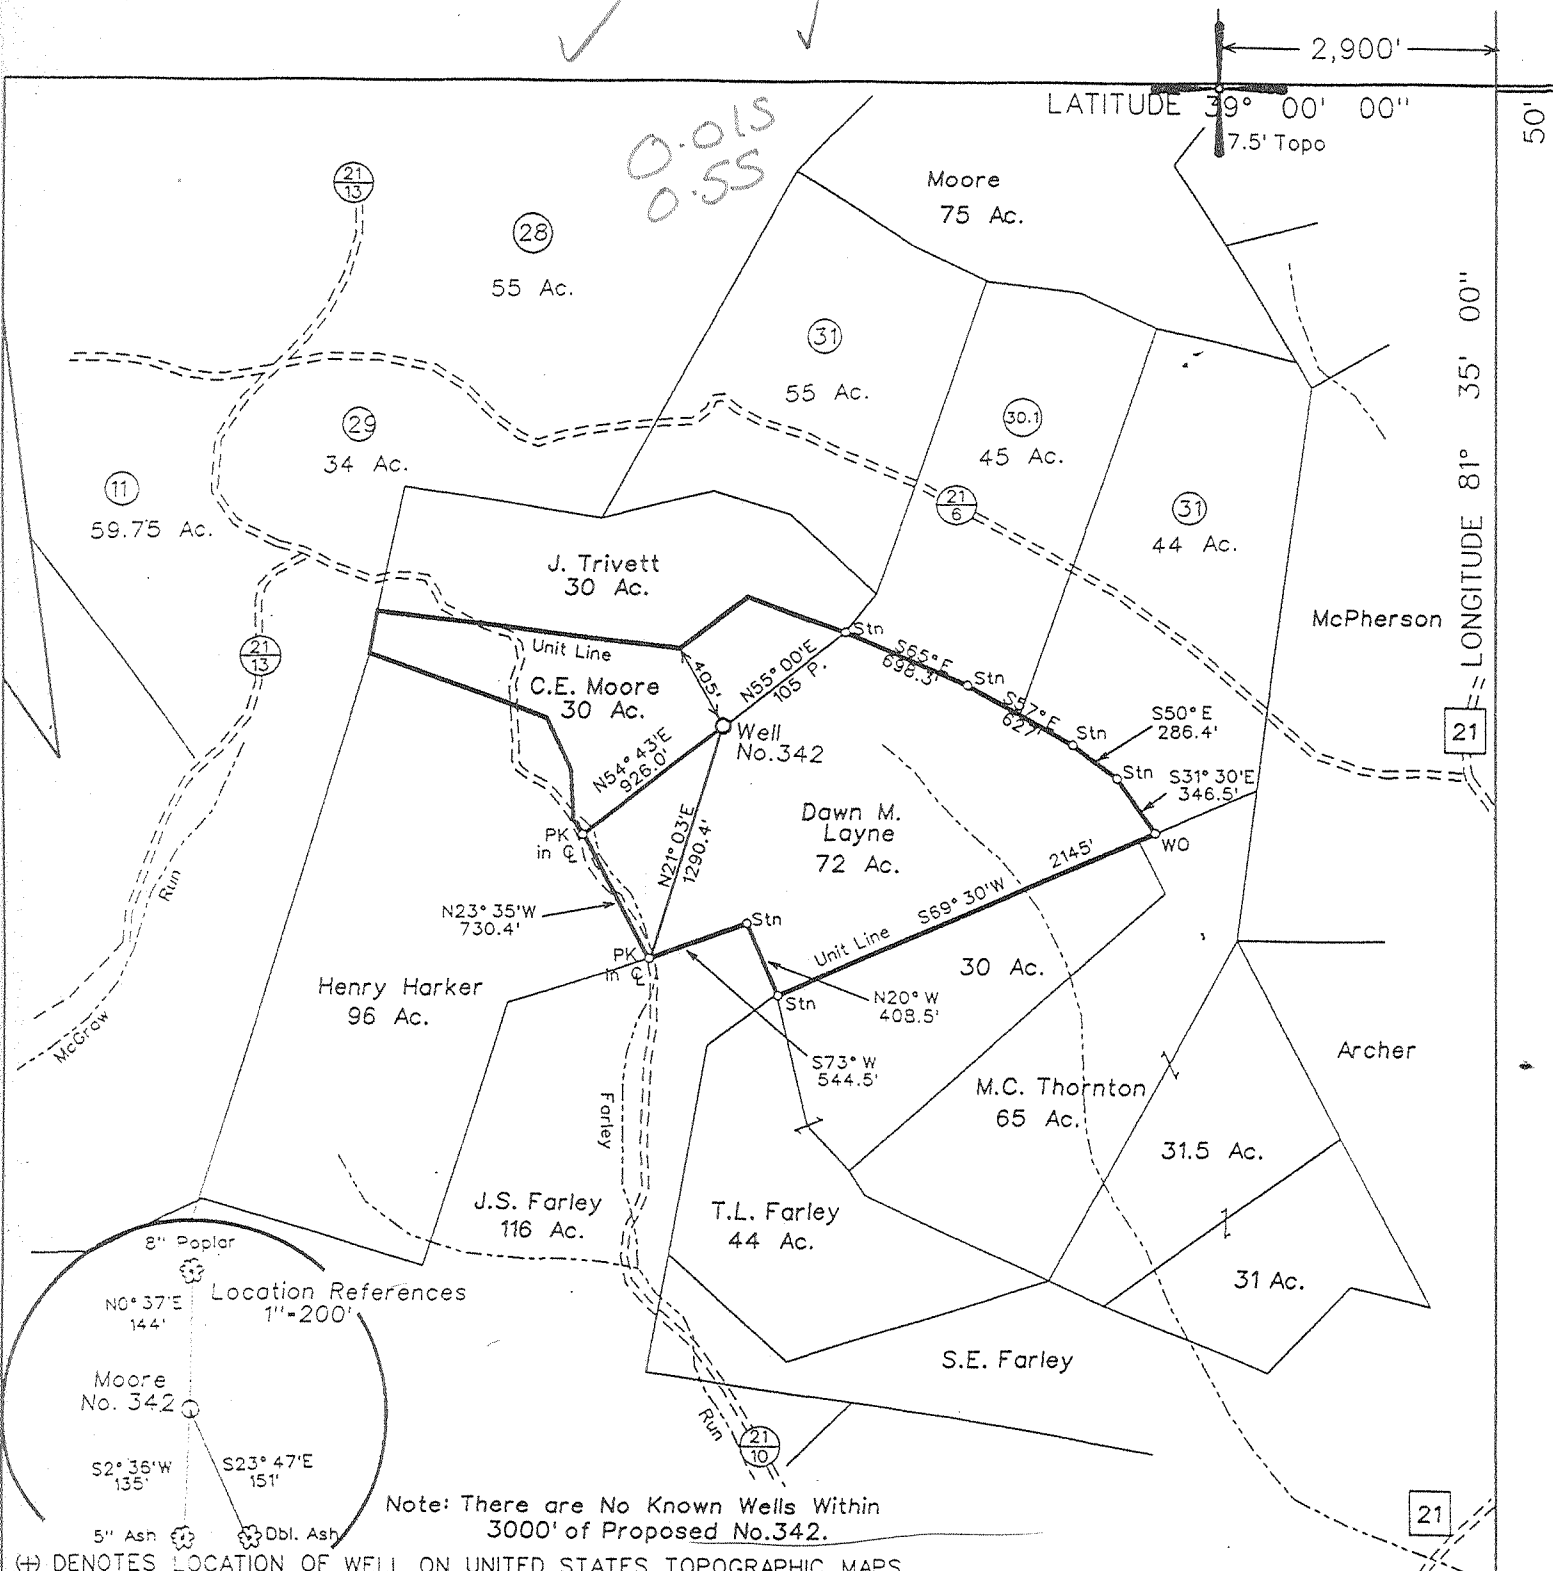 2,900'
LATITUDE 39° 00' 00"
7.5' Topo
50'
0.015
0.55
LONGITUDE 81° 35' 00"
Moore
75 Ac.
21
13
28
55 Ac.
31
55 Ac.
29
34 Ac.
30.1
45 Ac.
11
59.75 Ac.
21
6
31
44 Ac.
J. Trivett
30 Ac.
McPherson
21
13
Unit Line
Stn
S65° E
698.3'
Stn
C.E. Moore
30 Ac.
405'
N55° 00'E
105 P.
S57° E
627'
Stn
S50° E
286.4'
21
Well
No.342
N54° 43'E
926.0'
Stn
S31° 30'E
346.5'
Dawn M.
Layne
72 Ac.
PK
in ℄
N21° 03'E
1290.4'
WO
2145'
S69° 30'W
Unit Line
Run
N23° 35'W
730.4'
Stn
PK
in ℄
30 Ac.
Henry Harker
96 Ac.
Stn
N20° W
408.5'
McGraw
S73° W
544.5'
Archer
Farley
M.C. Thornton
65 Ac.
31.5 Ac.
J.S. Farley
116 Ac.
T.L. Farley
44 Ac.
31 Ac.
8" Poplar
Location References
1"=200'
N0° 37'E
144'
S.E. Farley
Moore
No. 342
Run
21
10
S2° 36'W
135'
S23° 47'E
151'
Note: There are No Known Wells Within
3000' of Proposed No.342.
21
5" Ash
Dbl. Ash
(+) DENOTES LOCATION OF WELL ON UNITED STATES TOPOGRAPHIC MAPS